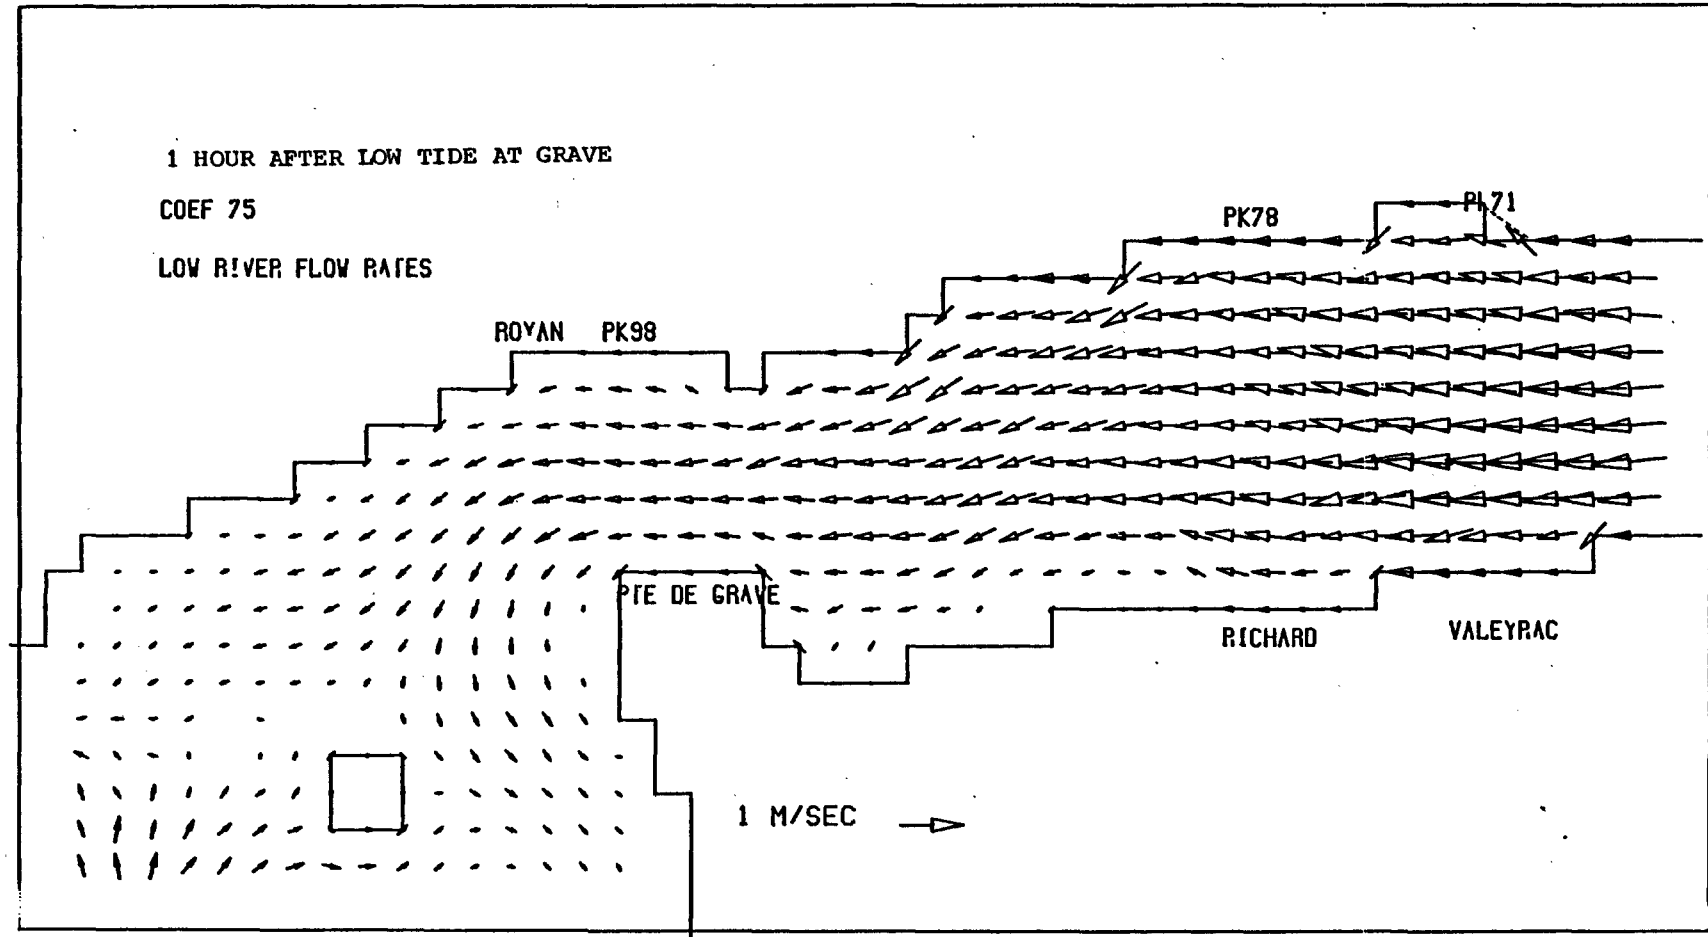 1 HOUR AFTER LOW TIDE AT GRAVE
COEF 75
LOW RIVER FLOW RATES
PK71
PK78
ROYAN PK98
PTE DE GRAVE
RICHARD
VALEYRAC
1 M/SEC